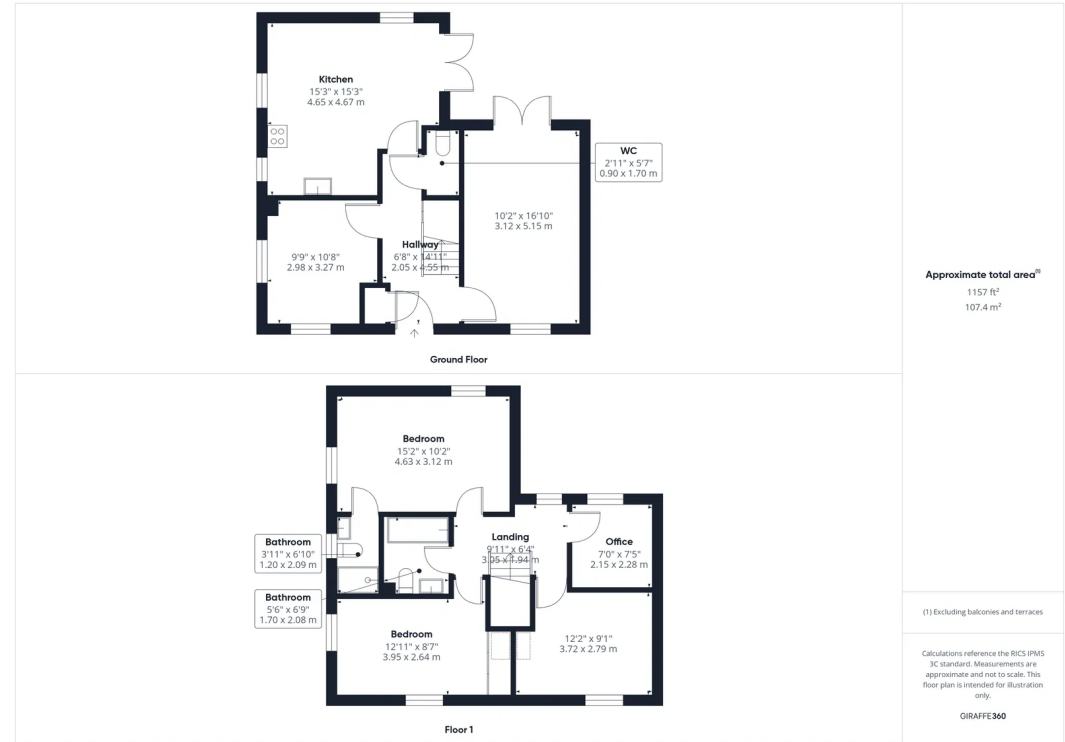 Kitchen
15'3" x 15'3"
4.65 x 4.67 m
WC
2'11" x 5'7"
0.90 x 1.70 m
10'2" x 16'10"
3.12 x 5.15 m
Hallway
6'8" x 14'11"
2.05 x 4.55 m
9'9" x 10'8"
2.98 x 3.27 m
Ground Floor
Approximate total area(1)
1157 ft²
107.4 m²
Bedroom
15'2" x 10'2"
4.63 x 3.12 m
Landing
9'11" x 6'4"
3.05 x 1.94 m
Office
7'0" x 7'5"
2.15 x 2.28 m
Bathroom
3'11" x 6'10"
1.20 x 2.09 m
Bathroom
5'6" x 6'9"
1.70 x 2.08 m
Bedroom
12'11" x 8'7"
3.95 x 2.64 m
12'2" x 9'1"
3.72 x 2.79 m
Floor 1
(1) Excluding balconies and terraces
Calculations reference the RICS IPMS
3C standard. Measurements are
approximate and not to scale. This
floor plan is intended for illustration
only.
GIRAFFE360